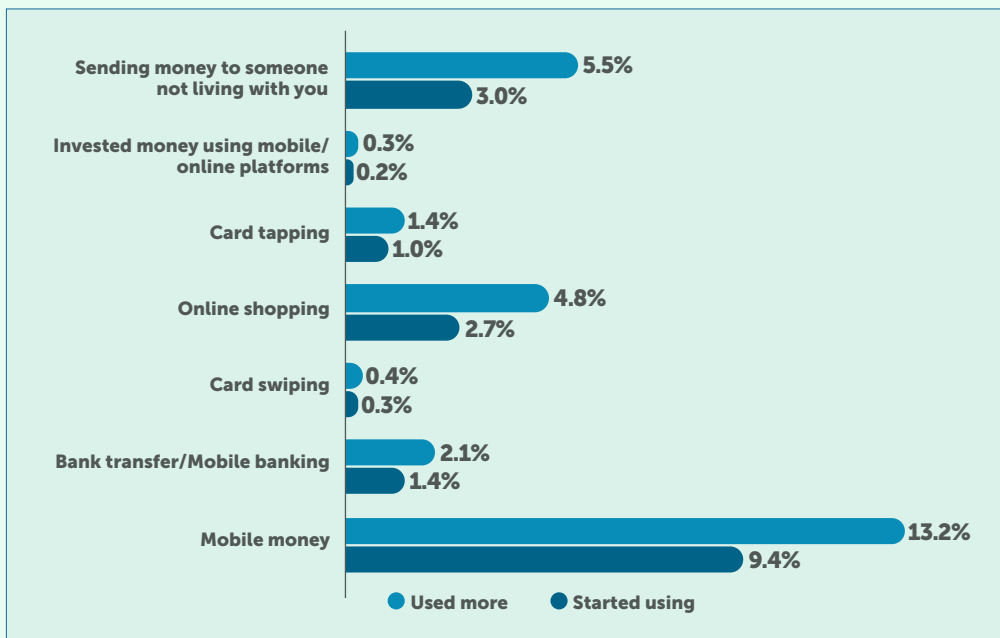 Sending money to someone
not living with you
5.5%
3.0%
Invested money using mobile/
online platforms
0.3%
0.2%
Card tapping
1.4%
1.0%
Online shopping
4.8%
2.7%
Card swiping
0.4%
0.3%
Bank transfer/Mobile banking
2.1%
1.4%
Mobile money
13.2%
9.4%
Used more
Started using